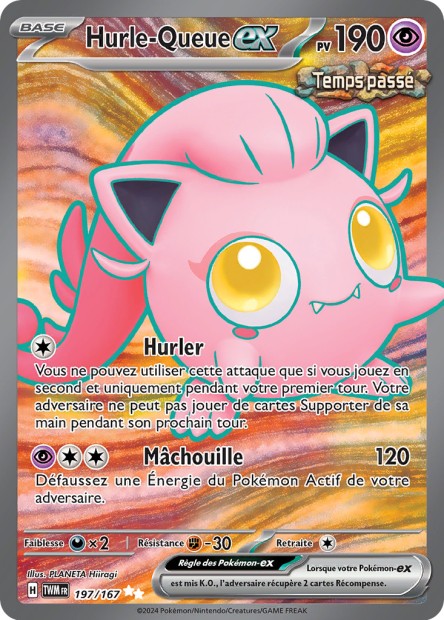 BASE
Hurle-Queue ex PV 190
Temps passé
Hurler
Vous ne pouvez utiliser cette attaque que si vous jouez en
second et uniquement pendant votre premier tour. Votre
adversaire ne peut pas jouer de cartes Supporter de sa
main pendant son prochain tour.
Mâchouille 120
Défaussez une Énergie du Pokémon Actif de votre
adversaire.
Faiblesse ×2 Résistance -30 Retraite
Illus. PLANETA Hiiragi
Règle des Pokémon-ex Lorsque votre Pokémon-ex
est mis K.O., l'adversaire récupère 2 cartes Récompense.
H TWM FR 197/167
©2024 Pokémon/Nintendo/Creatures/GAME FREAK